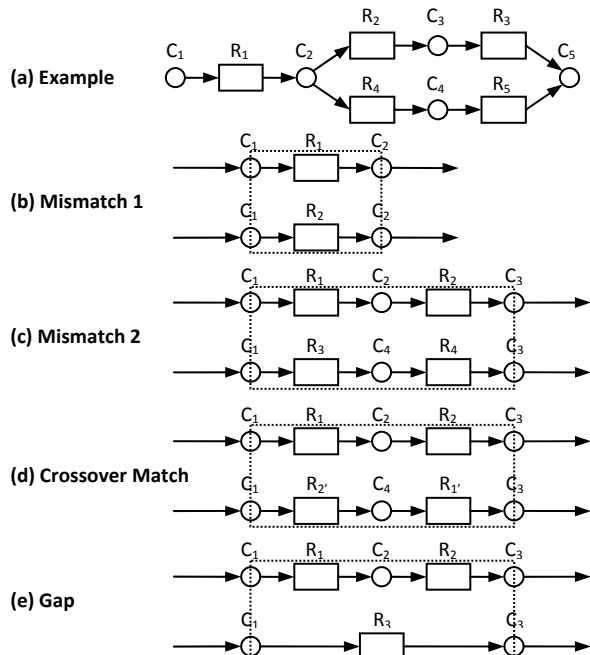 R₂ C₃ R₃
C₁ R₁ C₂ C₅
(a) Example
R₄ C₄ R₅
C₁ R₁ C₂
(b) Mismatch 1
C₁ R₂ C₂
C₁ R₁ C₂ R₂ C₃
(c) Mismatch 2
C₁ R₃ C₄ R₄ C₃
C₁ R₁ C₂ R₂ C₃
(d) Crossover Match
C₁ R₂' C₄ R₁' C₃
C₁ R₁ C₂ R₂ C₃
(e) Gap
C₁ R₃ C₃